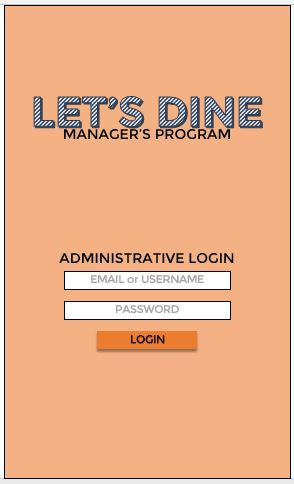 LET'S DINE
MANAGER'S PROGRAM
ADMINISTRATIVE LOGIN
EMAIL or USERNAME
PASSWORD
LOGIN